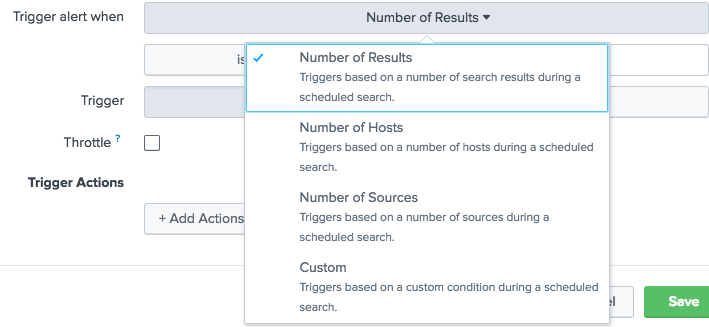 Trigger alert when
Number of Results ▾
is
✓ Number of Results
Triggers based on a number of search results during a
scheduled search.
Trigger
Number of Hosts
Triggers based on a number of hosts during a scheduled
search.
Throttle ?
Trigger Actions
Number of Sources
Triggers based on a number of sources during a
scheduled search.
+ Add Actions
Custom
Triggers based on a custom condition during a scheduled
search.
Save